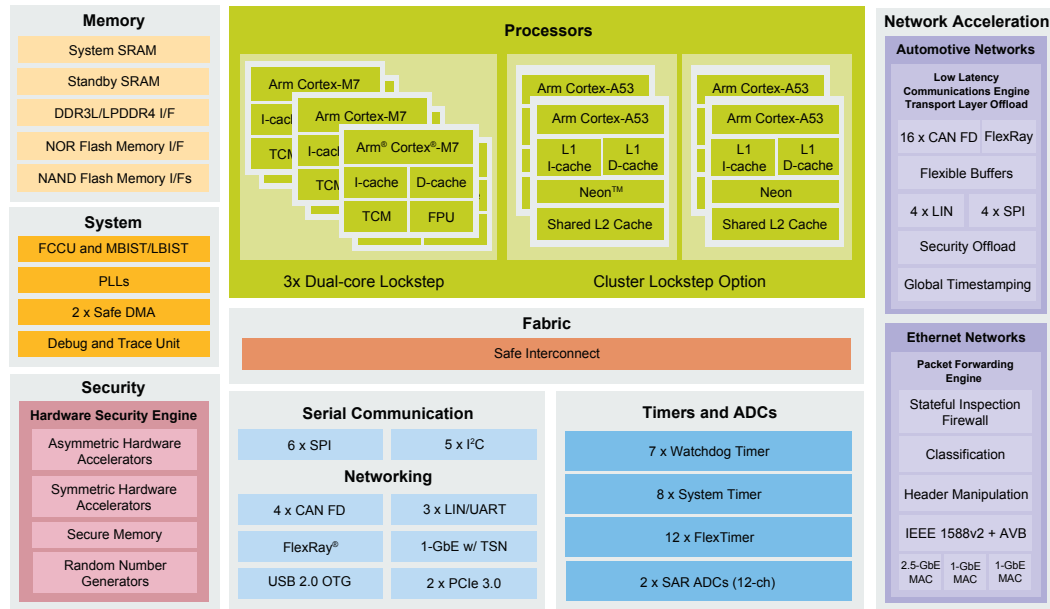 Memory
System SRAM
Standby SRAM
DDR3L/LPDDR4 I/F
NOR Flash Memory I/F
NAND Flash Memory I/Fs
System
FCCU and MBIST/LBIST
PLLs
2 x Safe DMA
Debug and Trace Unit
Security
Hardware Security Engine
Asymmetric Hardware
Accelerators
Symmetric Hardware
Accelerators
Secure Memory
Random Number
Generators
Processors
Arm Cortex-M7
I-cach
TCM
Arm Cortex-M7
I-cac
TCM
Arm® Cortex®-M7
I-cache
D-cache
TCM
FPU
3x Dual-core Lockstep
Arm Cortex-A53
Arm Cortex-A53
L1
I-cache
L1
D-cache
Neon™
Shared L2 Cache
Arm Cortex-A53
Arm Cortex-A53
L1
I-cache
L1
D-cache
Neon
Shared L2 Cache
Cluster Lockstep Option
Fabric
Safe Interconnect
Serial Communication
6 x SPI
5 x I²C
Networking
4 x CAN FD
3 x LIN/UART
FlexRay®
1-GbE w/ TSN
USB 2.0 OTG
2 x PCIe 3.0
Timers and ADCs
7 x Watchdog Timer
8 x System Timer
12 x FlexTimer
2 x SAR ADCs (12-ch)
Network Acceleration
Automotive Networks
Low Latency
Communications Engine
Transport Layer Offload
16 x CAN FD
FlexRay
Flexible Buffers
4 x LIN
4 x SPI
Security Offload
Global Timestamping
Ethernet Networks
Packet Forwarding
Engine
Stateful Inspection
Firewall
Classification
Header Manipulation
IEEE 1588v2 + AVB
2.5-GbE
MAC
1-GbE
MAC
1-GbE
MAC